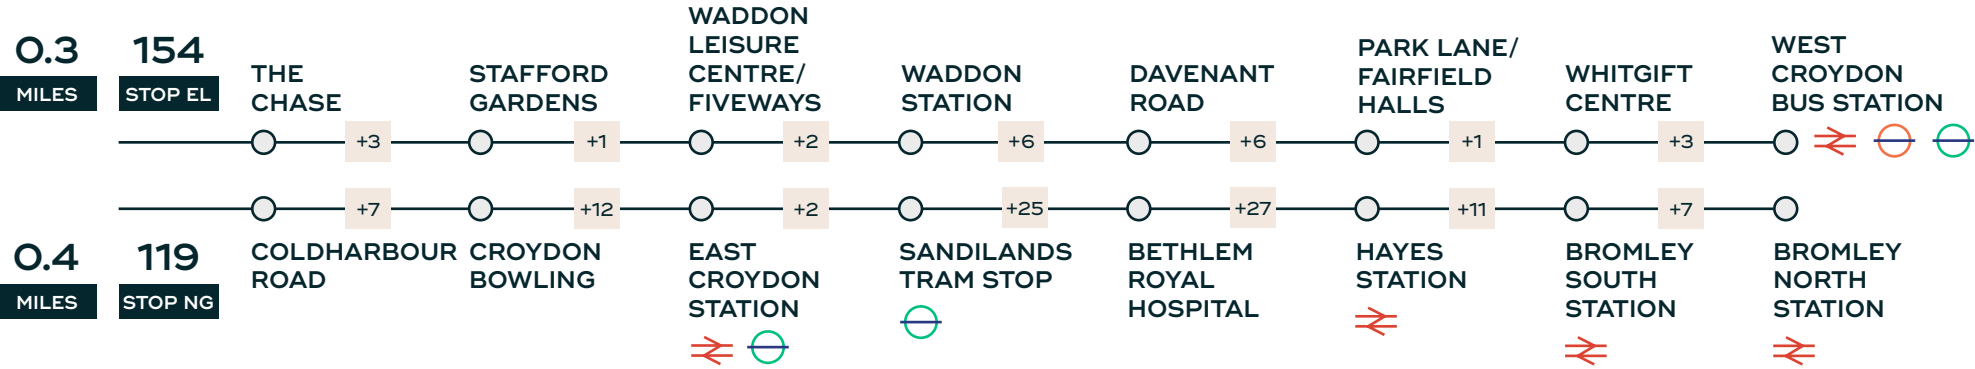 0.3
MILES
154
STOP EL
THE
CHASE
STAFFORD
GARDENS
WADDON
LEISURE
CENTRE/
FIVEWAYS
WADDON
STATION
DAVENANT
ROAD
PARK LANE/
FAIRFIELD
HALLS
WHITGIFT
CENTRE
WEST
CROYDON
BUS STATION
+3
+1
+2
+6
+6
+1
+3
+7
+12
+2
+25
+27
+11
+7
0.4
MILES
119
STOP NG
COLDHARBOUR
ROAD
CROYDON
BOWLING
EAST
CROYDON
STATION
SANDILANDS
TRAM STOP
BETHLEM
ROYAL
HOSPITAL
HAYES
STATION
BROMLEY
SOUTH
STATION
BROMLEY
NORTH
STATION